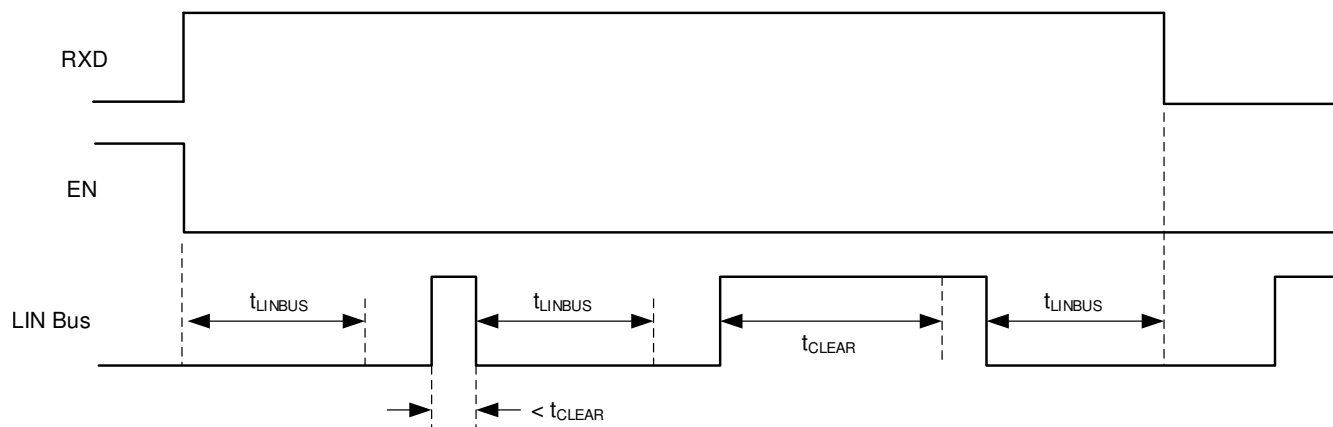 RXD
EN
LIN Bus
tLINBUS
tLINBUS
tCLEAR
tLINBUS
< tCLEAR